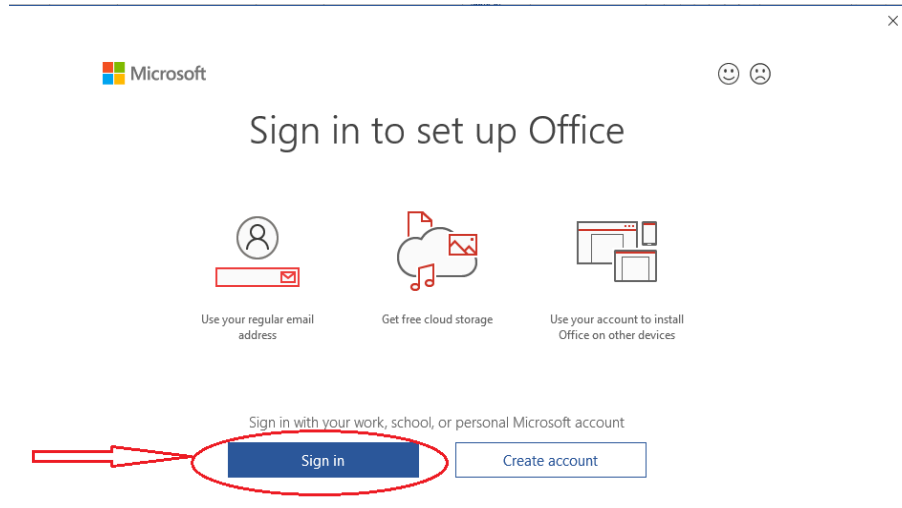 Microsoft
Sign in to set up Office
Use your regular email
address
Get free cloud storage
Use your account to install
Office on other devices
Sign in with your work, school, or personal Microsoft account
Sign in
Create account